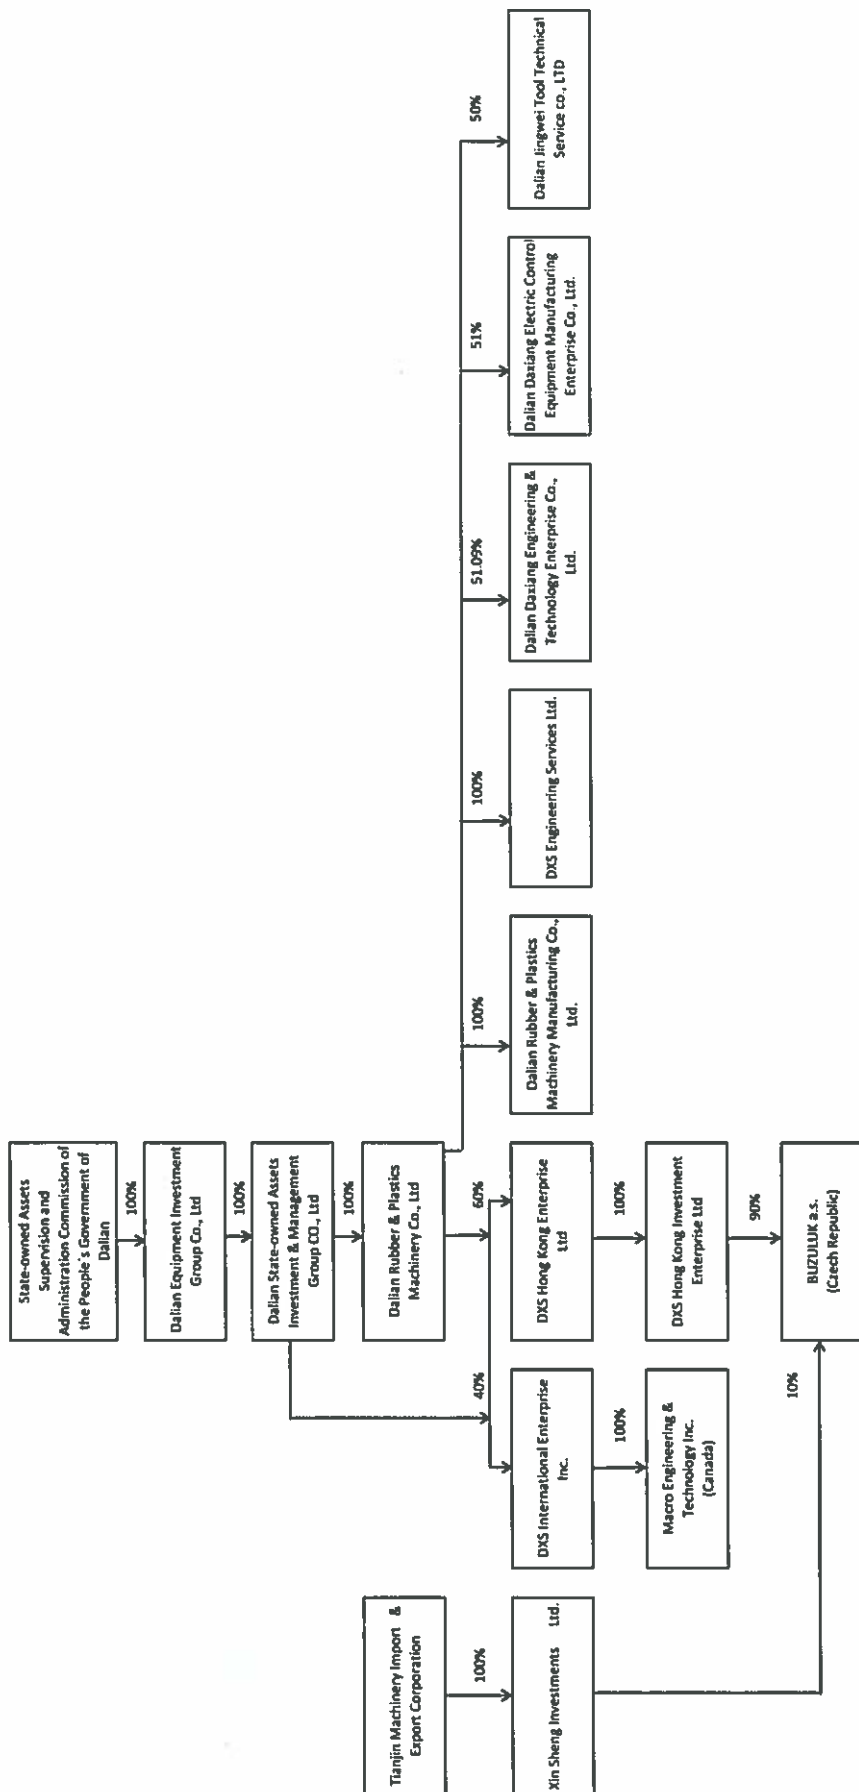 State-owned Assets
Supervision and
Administration Commission of
the People's Government of
Dalian
100%
Dalian Equipment Investment
Group Co., Ltd
100%
Dalian State-owned Assets
Investment & Management
Group CO., Ltd
100%
Tianjin Machinery Import &
Export Corporation
Dalian Rubber & Plastics
Machinery Co., Ltd
100%
40%
60%
100%
100%
51.09%
51%
50%
Xin Sheng Investments Ltd.
DXS International Enterprise
Inc.
DXS Hong Kong Enterprise
Ltd
Dalian Rubber & Plastics
Machinery Manufacturing Co.,
Ltd.
DXS Engineering Services Ltd.
Dalian Daxiang Engineering &
Technology Enterprise Co.,
Ltd.
Dalian Daxiang Electric Control
Equipment Manufacturing
Enterprise Co., Ltd.
Dalian Jingwei Tool Technical
Service co., LTD
100%
100%
Macro Engineering &
Technology Inc.
(Canada)
DXS Hong Kong Investment
Enterprise Ltd
10%
90%
BUZULUK a.s.
(Czech Republic)